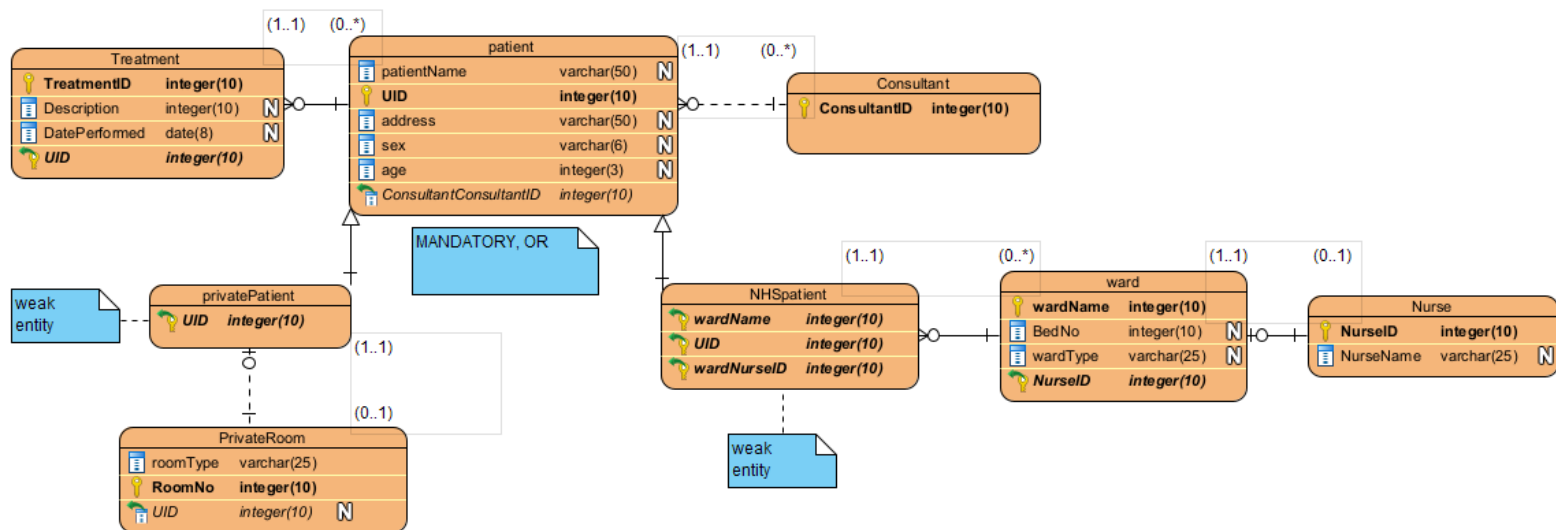 (1..1) (0..*)
Treatment
TreatmentID integer(10)
Description integer(10) N
DatePerformed date(8) N
UID integer(10)
patient
patientName varchar(50) N
UID integer(10)
address varchar(50) N
sex varchar(6) N
age integer(3) N
ConsultantConsultantID integer(10)
(1..1) (0..*)
Consultant
ConsultantID integer(10)
MANDATORY, OR
weak
entity
privatePatient
UID integer(10)
(1..1)
(0..1)
PrivateRoom
roomType varchar(25)
RoomNo integer(10)
UID integer(10) N
NHSpatient
wardName integer(10)
UID integer(10)
wardNurseID integer(10)
weak
entity
(1..1) (0..*)
ward
wardName integer(10)
BedNo integer(10) N
wardType varchar(25) N
NurseID integer(10)
(1..1) (0..1)
Nurse
NurseID integer(10)
NurseName varchar(25) N